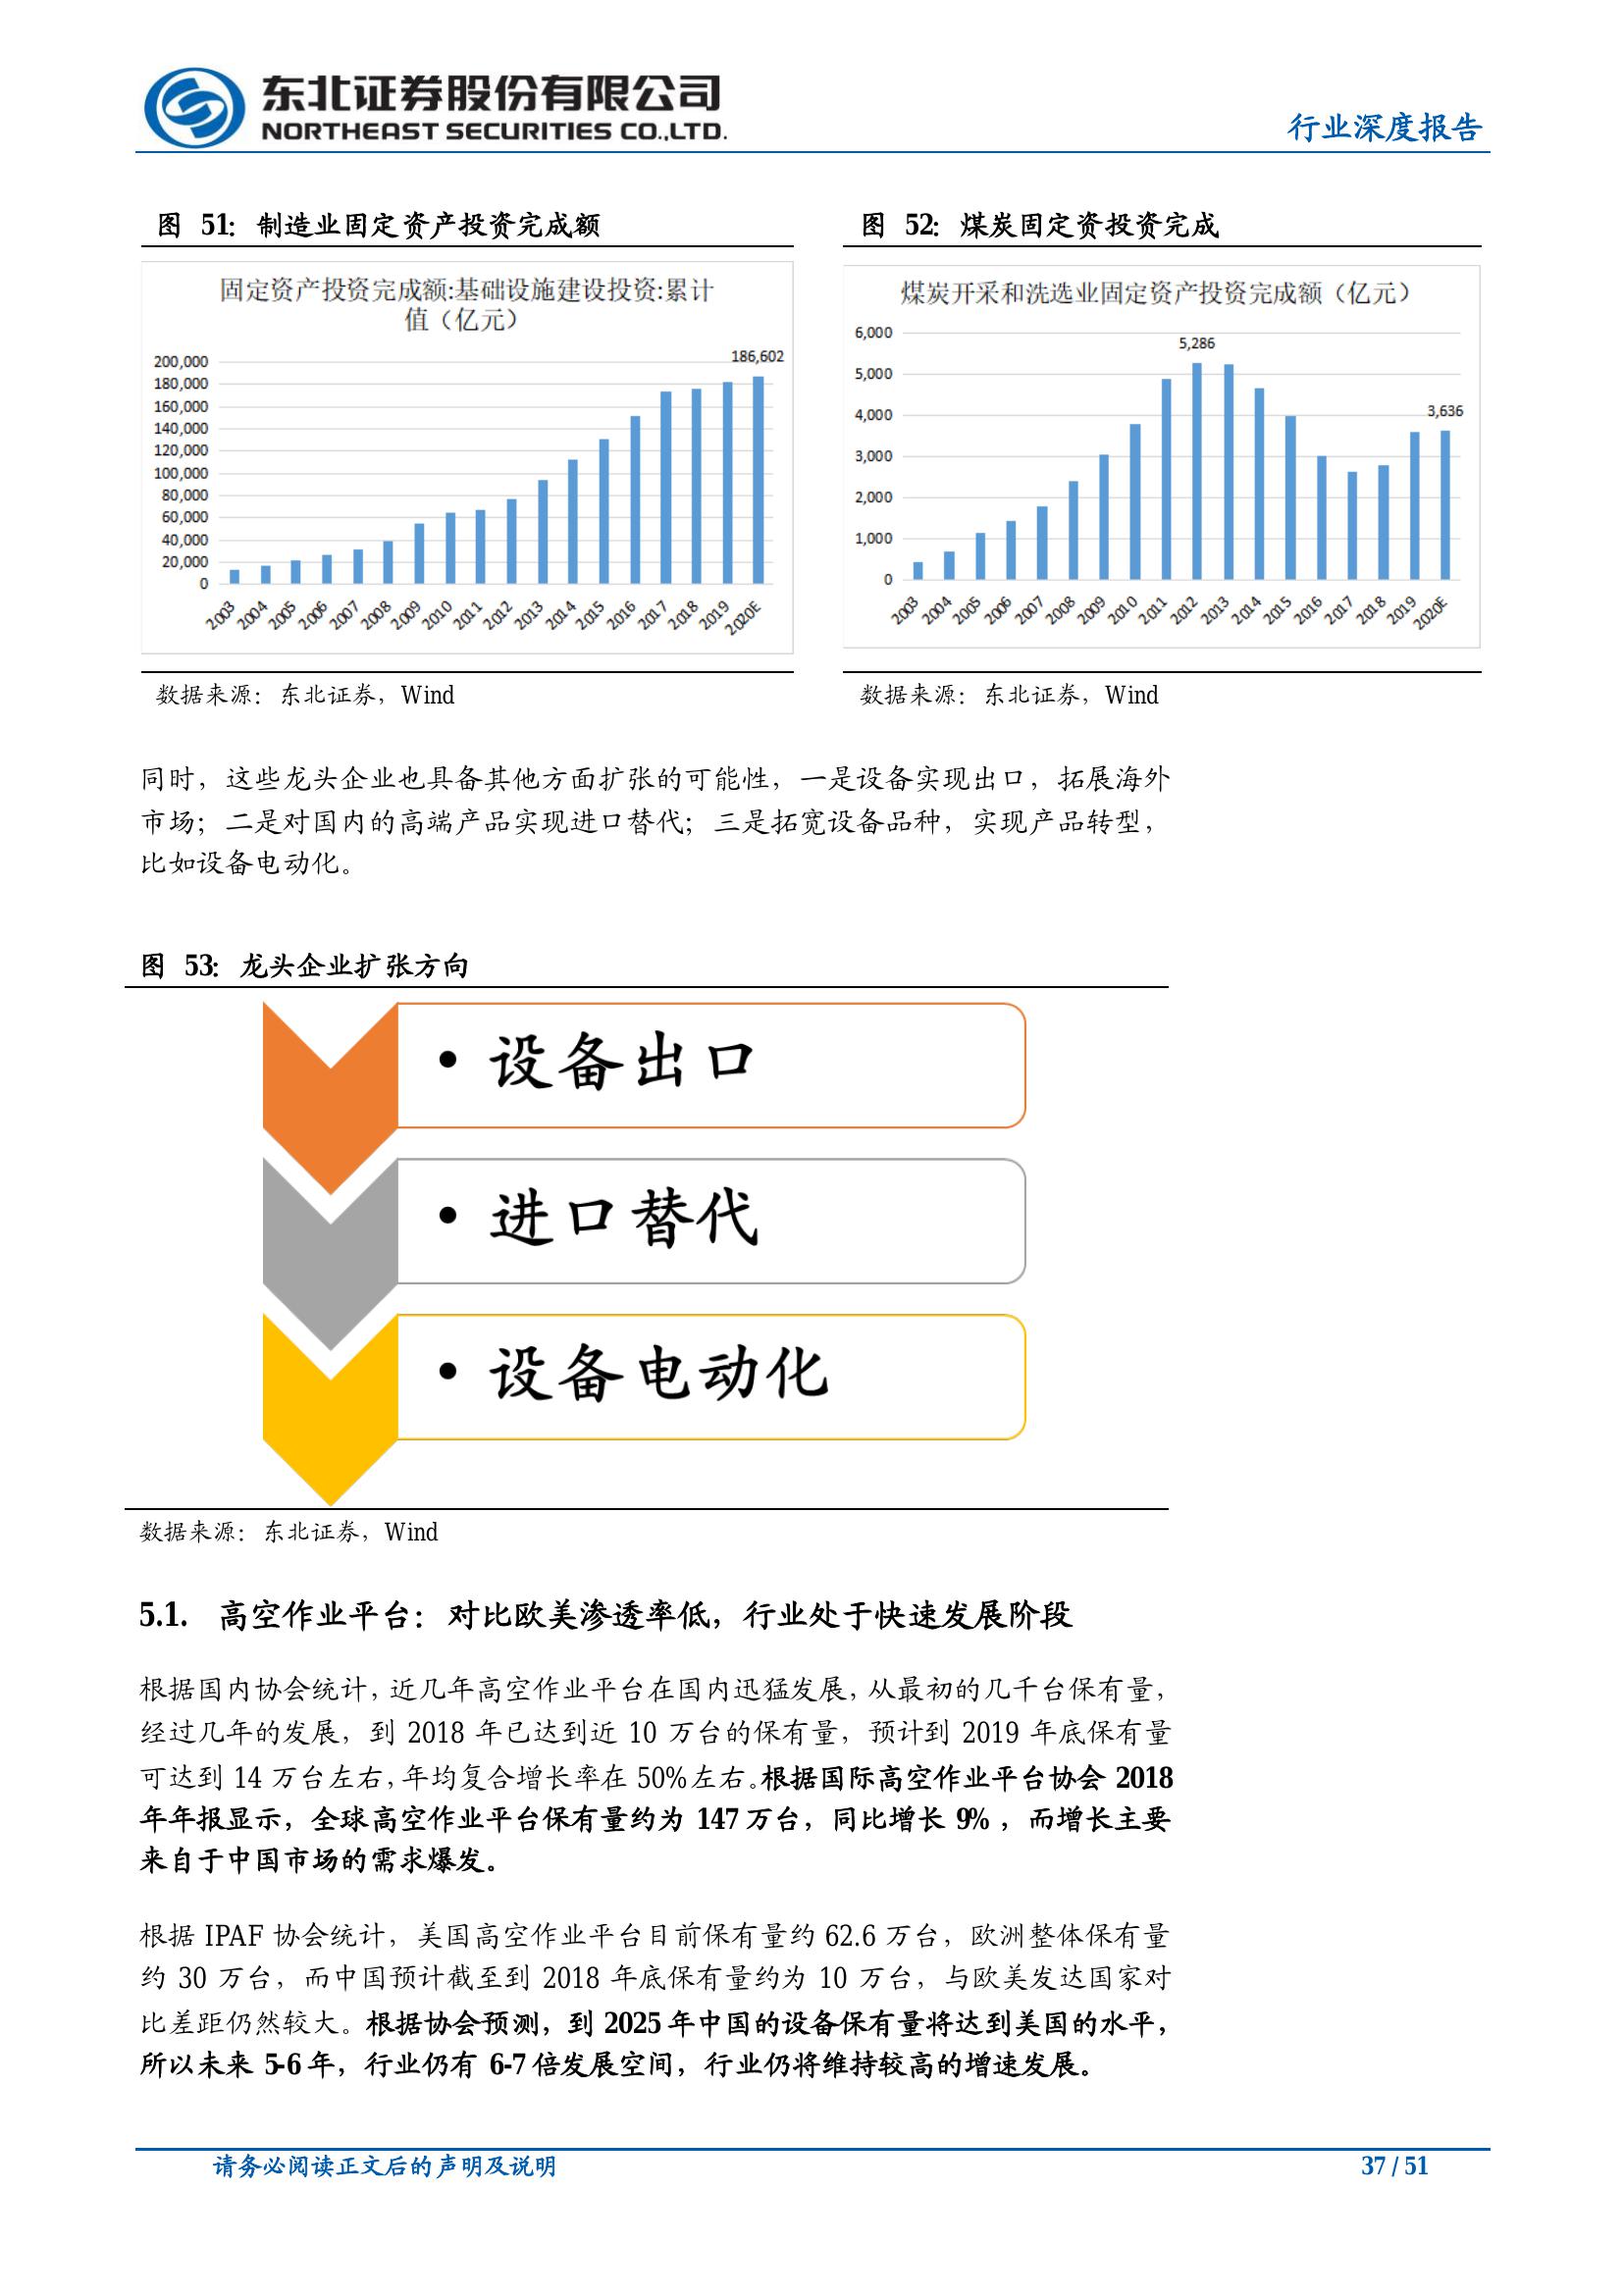 东北证券股份有限公司
NORTHEAST SECURITIES CO.,LTD.
行业深度报告
图 51：制造业固定资产投资完成额
固定资产投资完成额:基础设施建设投资:累计
值（亿元）
186,602
200,000
180,000
160,000
140,000
120,000
100,000
80,000
60,000
40,000
20,000
0
2003 2004 2005 2006 2007 2008 2009 2010 2011 2012 2013 2014 2015 2016 2017 2018 2019 2020E
数据来源：东北证券，Wind
图 52：煤炭固定资投资完成
煤炭开采和洗选业固定资产投资完成额（亿元）
6,000
5,286
5,000
4,000
3,636
3,000
2,000
1,000
0
2003 2004 2005 2006 2007 2008 2009 2010 2011 2012 2013 2014 2015 2016 2017 2018 2019 2020E
数据来源：东北证券，Wind
同时，这些龙头企业也具备其他方面扩张的可能性，一是设备实现出口，拓展海外
市场；二是对国内的高端产品实现进口替代；三是拓宽设备品种，实现产品转型，
比如设备电动化。
图 53：龙头企业扩张方向
• 设备出口
• 进口替代
• 设备电动化
数据来源：东北证券，Wind
5.1. 高空作业平台：对比欧美渗透率低，行业处于快速发展阶段
根据国内协会统计，近几年高空作业平台在国内迅猛发展，从最初的几千台保有量，
经过几年的发展，到 2018 年已达到近 10 万台的保有量，预计到 2019 年底保有量
可达到 14 万台左右，年均复合增长率在 50%左右。根据国际高空作业平台协会 2018
年年报显示，全球高空作业平台保有量约为 147 万台，同比增长 9%，而增长主要
来自于中国市场的需求爆发。
根据 IPAF 协会统计，美国高空作业平台目前保有量约 62.6 万台，欧洲整体保有量
约 30 万台，而中国预计截至到 2018 年底保有量约为 10 万台，与欧美发达国家对
比差距仍然较大。根据协会预测，到 2025 年中国的设备保有量将达到美国的水平，
所以未来 5-6 年，行业仍有 6-7 倍发展空间，行业仍将维持较高的增速发展。
请务必阅读正文后的声明及说明
37 / 51